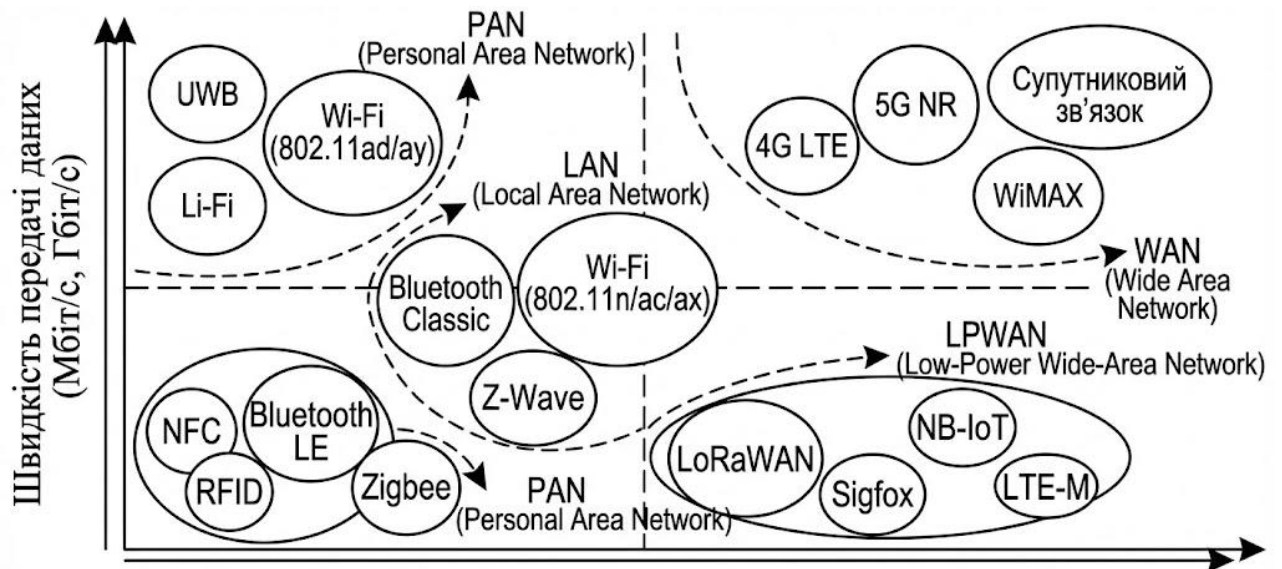 Швидкість передачі даних
(Мбіт/с, Гбіт/с)
PAN
(Personal Area Network)
UWB
Wi-Fi
(802.11ad/ay)
Li-Fi
LAN
(Local Area Network)
Bluetooth
Classic
Wi-Fi
(802.11n/ac/ax)
Z-Wave
4G LTE
5G NR
Супутниковий
зв'язок
WiMAX
WAN
(Wide Area
Network)
LPWAN
(Low-Power Wide-Area Network)
NFC
Bluetooth
LE
RFID
Zigbee
PAN
(Personal Area Network)
LoRaWAN
NB-IoT
Sigfox
LTE-M